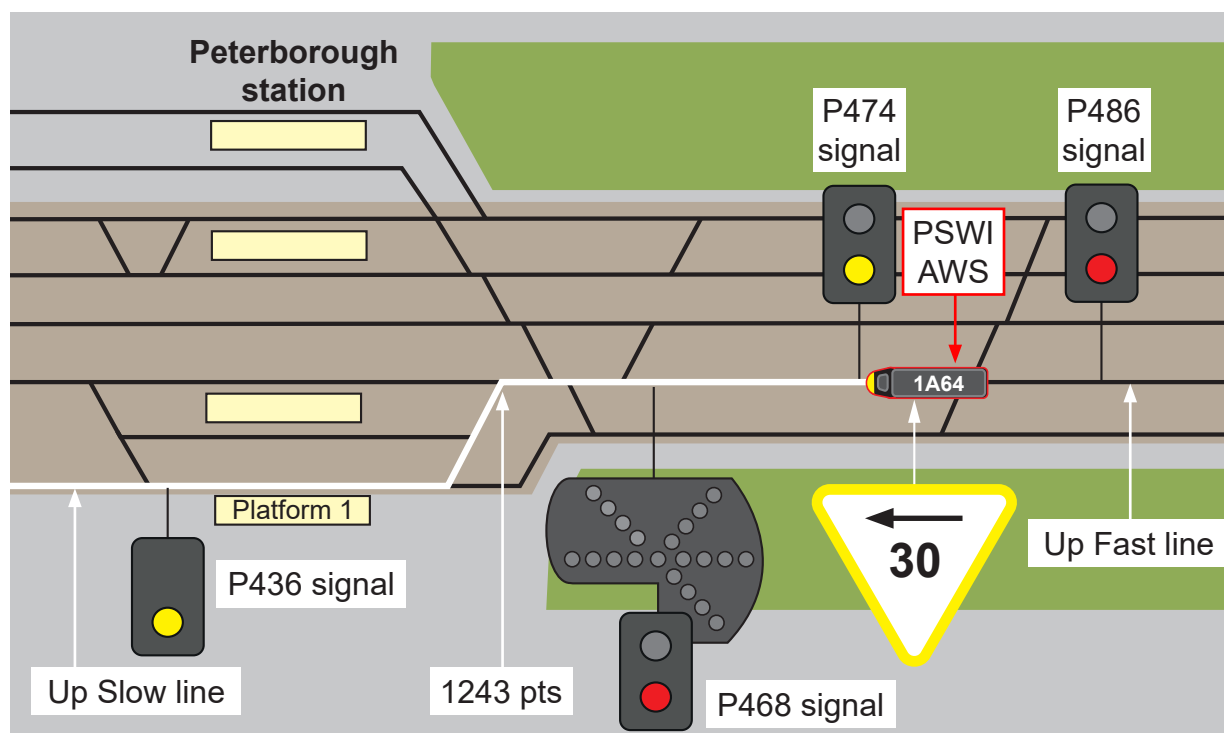 Peterborough
station
P474
signal
P486
signal
PSWI
AWS
1A64
30
Up Fast line
Platform 1
P436 signal
Up Slow line
1243 pts
P468 signal